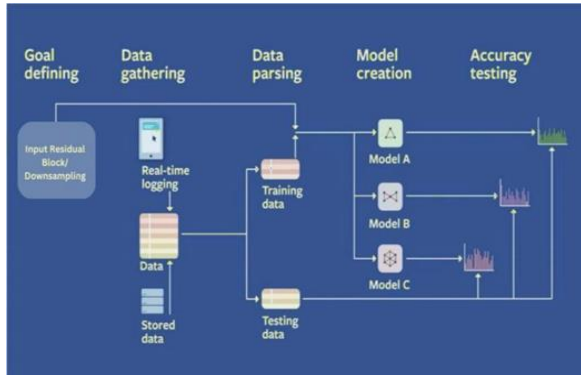 Goal
defining
Data
gathering
Data
parsing
Model
creation
Accuracy
testing
Input Residual
Block/
Downsampling
Real-time
logging
Data
Stored
data
Training
data
Testing
data
Model A
Model B
Model C